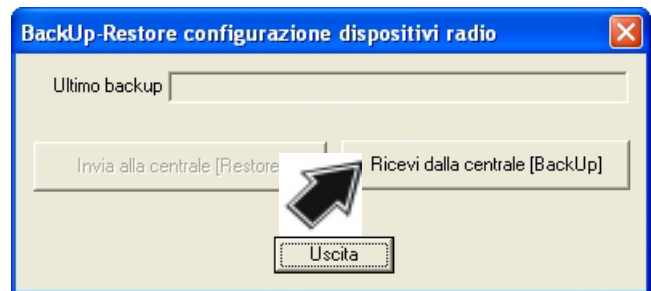 BackUp-Restore configurazione dispositivi radio
Ultimo backup
Invia alla centrale [Restore
Ricevi dalla centrale [BackUp]
Uscita